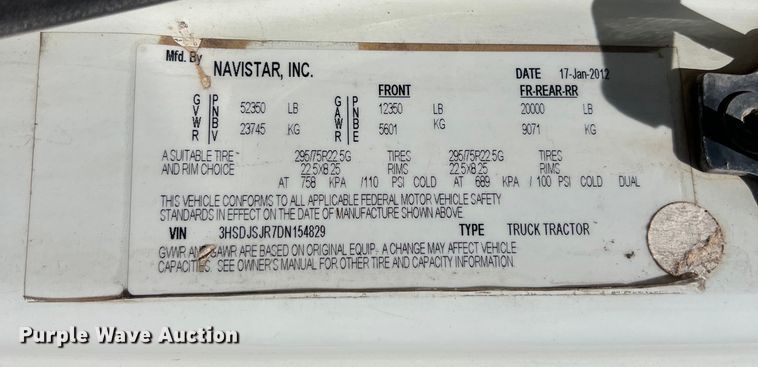 Mfd. By NAVISTAR, INC. DATE 17-Jan-2012
FRONT FR-REAR-RR
GVWR PNBV 52350 LB GAWR PNBE 12350 LB 20000 LB
23745 KG 5601 KG 9071 KG
A SUITABLE TIRE 295/75R22.5G TIRES 295/75R22.5G TIRES
AND RIM CHOICE 22.5X8.25 RIMS 22.5X8.25 RIMS
AT 758 KPA /110 PSI COLD AT 689 KPA / 100 PSI COLD DUAL
THIS VEHICLE CONFORMS TO ALL APPLICABLE FEDERAL MOTOR VEHICLE SAFETY
STANDARDS IN EFFECT ON THE DATE OF MANUFACTURE SHOWN ABOVE
VIN 3HSDJSJR7DN154829 TYPE TRUCK TRACTOR
GVWR AND GAWR ARE BASED ON ORIGINAL EQUIP. A CHANGE MAY AFFECT VEHICLE
CAPACITIES. SEE OWNER'S MANUAL FOR OTHER TIRE AND CAPACITY INFORMATION
Purple Wave Auction